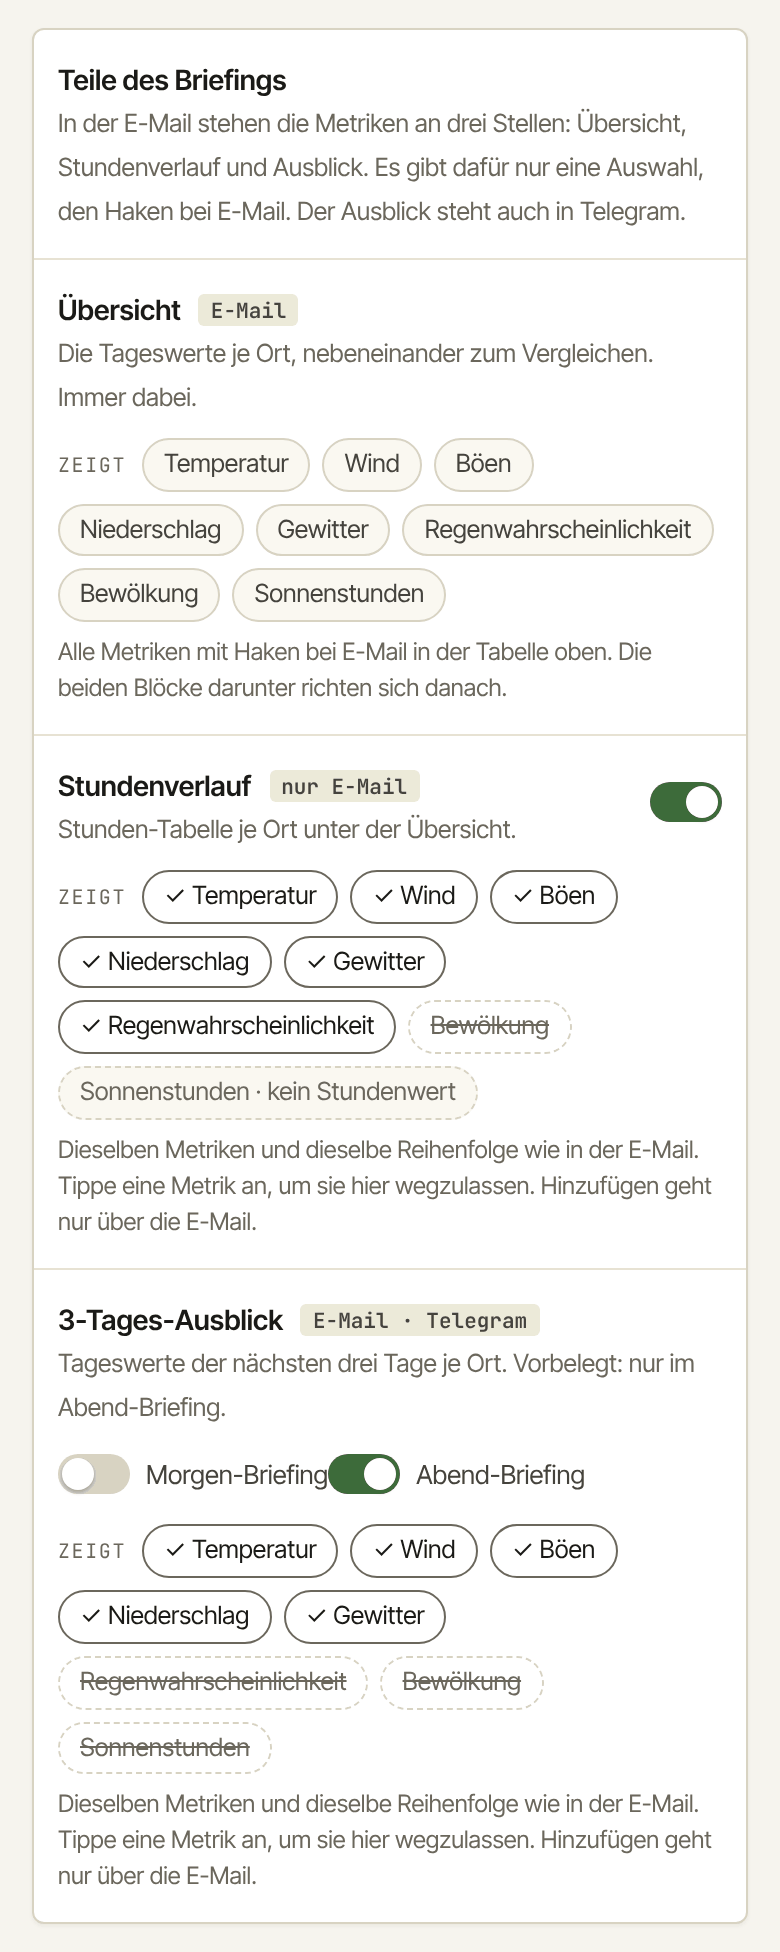 Teile des Briefings
In der E-Mail stehen die Metriken an drei Stellen: Übersicht,
Stundenverlauf und Ausblick. Es gibt dafür nur eine Auswahl,
den Haken bei E-Mail. Der Ausblick steht auch in Telegram.
Übersicht E-Mail
Die Tageswerte je Ort, nebeneinander zum Vergleichen.
Immer dabei.
ZEIGT Temperatur Wind Böen
Niederschlag Gewitter Regenwahrscheinlichkeit
Bewölkung Sonnenstunden
Alle Metriken mit Haken bei E-Mail in der Tabelle oben. Die
beiden Blöcke darunter richten sich danach.
Stundenverlauf nur E-Mail
Stunden-Tabelle je Ort unter der Übersicht.
ZEIGT ✓ Temperatur ✓ Wind ✓ Böen
✓ Niederschlag ✓ Gewitter
✓ Regenwahrscheinlichkeit Bewölkung
Sonnenstunden · kein Stundenwert
Dieselben Metriken und dieselbe Reihenfolge wie in der E-Mail.
Tippe eine Metrik an, um sie hier wegzulassen. Hinzufügen geht
nur über die E-Mail.
3-Tages-Ausblick E-Mail · Telegram
Tageswerte der nächsten drei Tage je Ort. Vorbelegt: nur im
Abend-Briefing.
Morgen-Briefing Abend-Briefing
ZEIGT ✓ Temperatur ✓ Wind ✓ Böen
✓ Niederschlag ✓ Gewitter
Regenwahrscheinlichkeit Bewölkung
Sonnenstunden
Dieselben Metriken und dieselbe Reihenfolge wie in der E-Mail.
Tippe eine Metrik an, um sie hier wegzulassen. Hinzufügen geht
nur über die E-Mail.